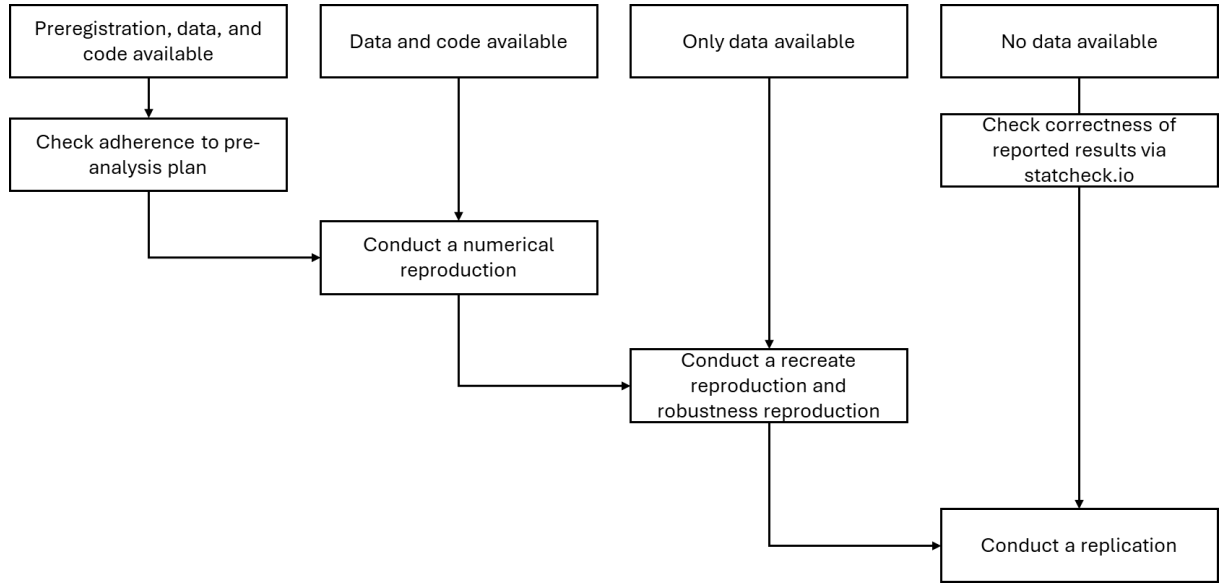 Preregistration, data, and
code available
Data and code available
Only data available
No data available
Check adherence to pre-
analysis plan
Check correctness of
reported results via
statcheck.io
Conduct a numerical
reproduction
Conduct a recreate
reproduction and
robustness reproduction
Conduct a replication